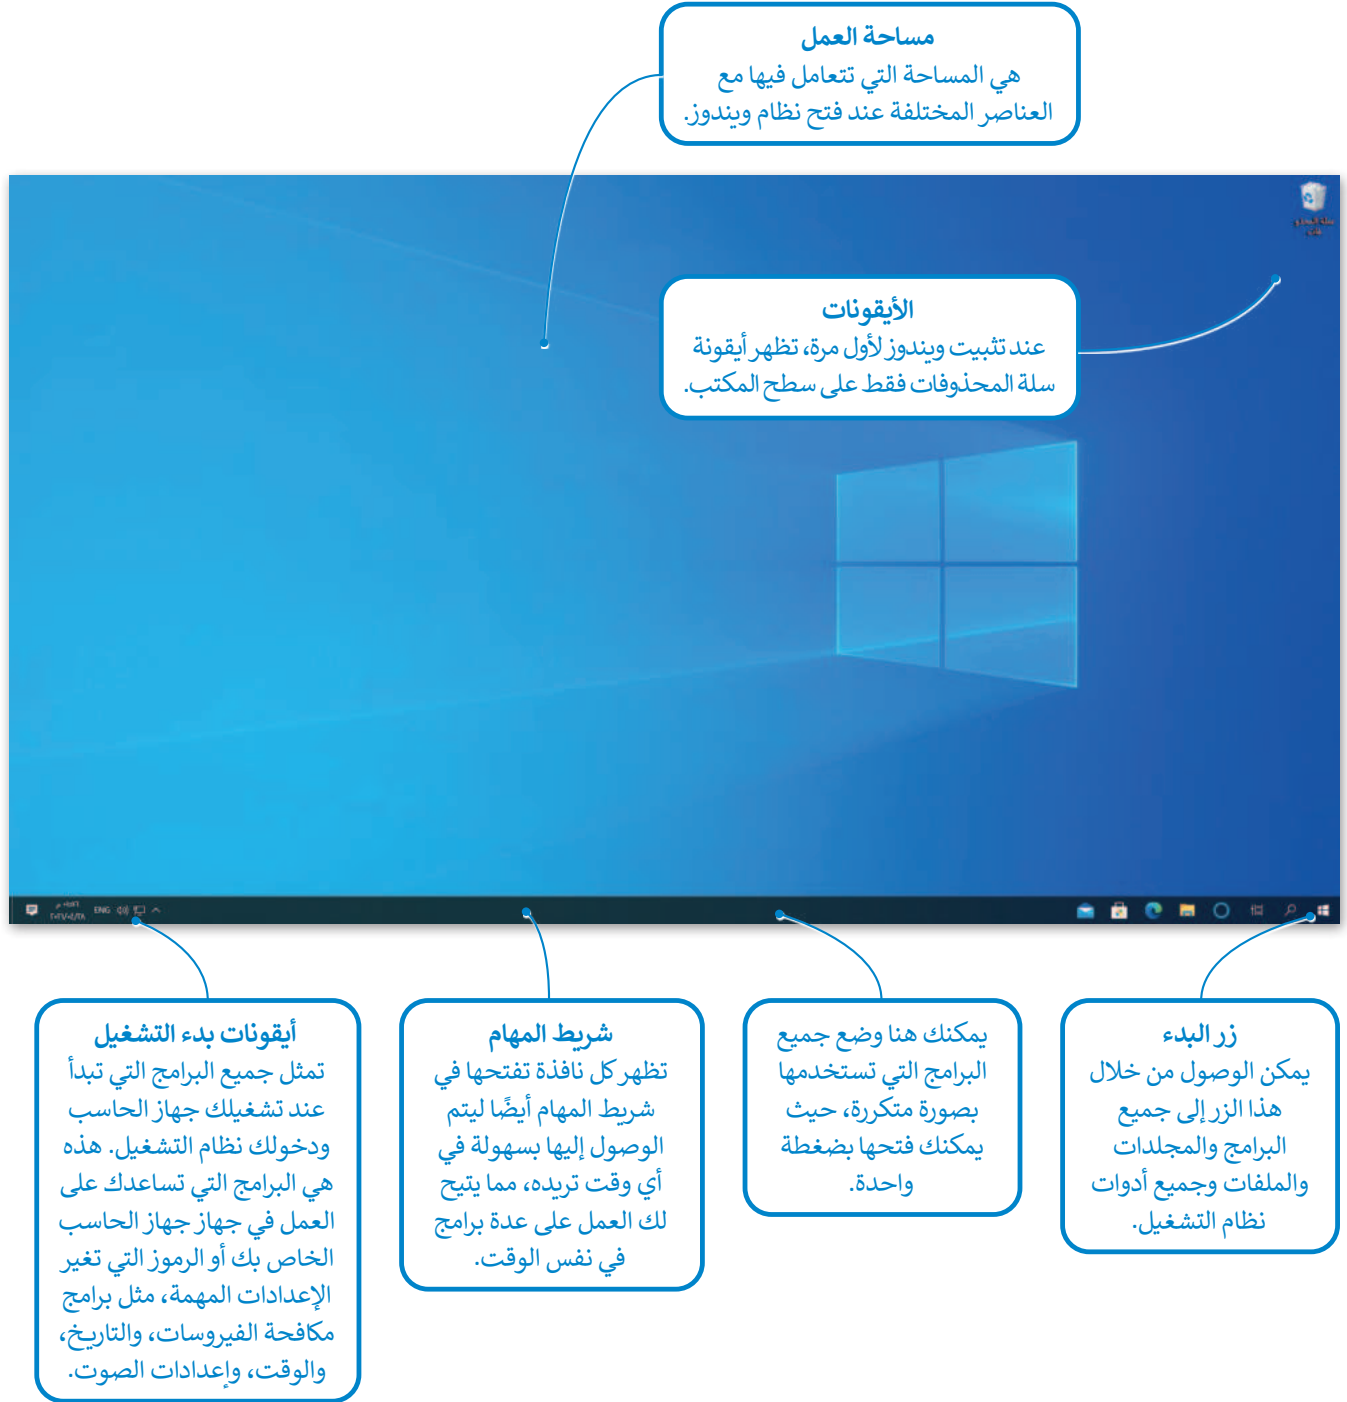 مساحة العمل
هي المساحة التي تتعامل فيها مع
العناصر المختلفة عند فتح نظام ويندوز.
الأيقونات
عند تثبيت ويندوز لأول مرة، تظهر أيقونة
سلة المحذوفات فقط على سطح المكتب.
ENG
زر البدء
يمكن الوصول من خلال
هذا الزر إلى جميع
البرامج والمجلدات
والملفات وجميع أدوات
نظام التشغيل.
يمكنك هنا وضع جميع
البرامج التي تستخدمها
بصورة متكررة، حيث
يمكنك فتحها بضغطة
واحدة.
شريط المهام
تظهر كل نافذة تفتحها في
شريط المهام أيضًا ليتم
الوصول إليها بسهولة في
أي وقت تريده، مما يتيح
لك العمل على عدة برامج
في نفس الوقت.
أيقونات بدء التشغيل
تمثل جميع البرامج التي تبدأ
عند تشغيلك جهاز الحاسب
ودخولك نظام التشغيل. هذه
هي البرامج التي تساعدك على
العمل في جهاز جهاز الحاسب
الخاص بك أو الرموز التي تغير
الإعدادات المهمة، مثل برامج
مكافحة الفيروسات، والتاريخ،
والوقت، وإعدادات الصوت.